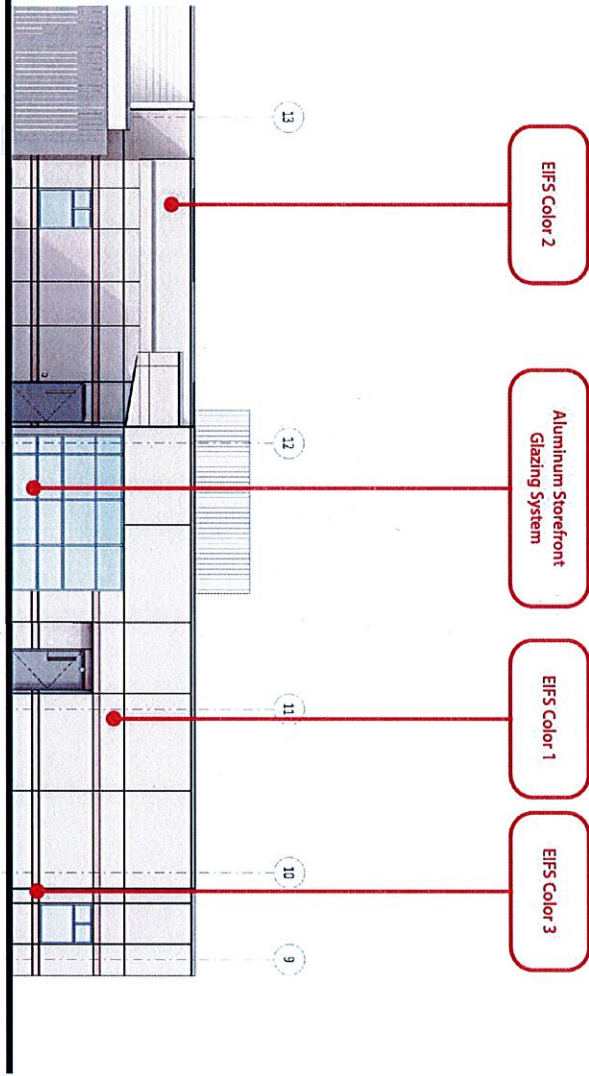 EIFS Color 2
Aluminum Storefront
Glazing System
EIFS Color 1
EIFS Color 3
13
12
11
10
9